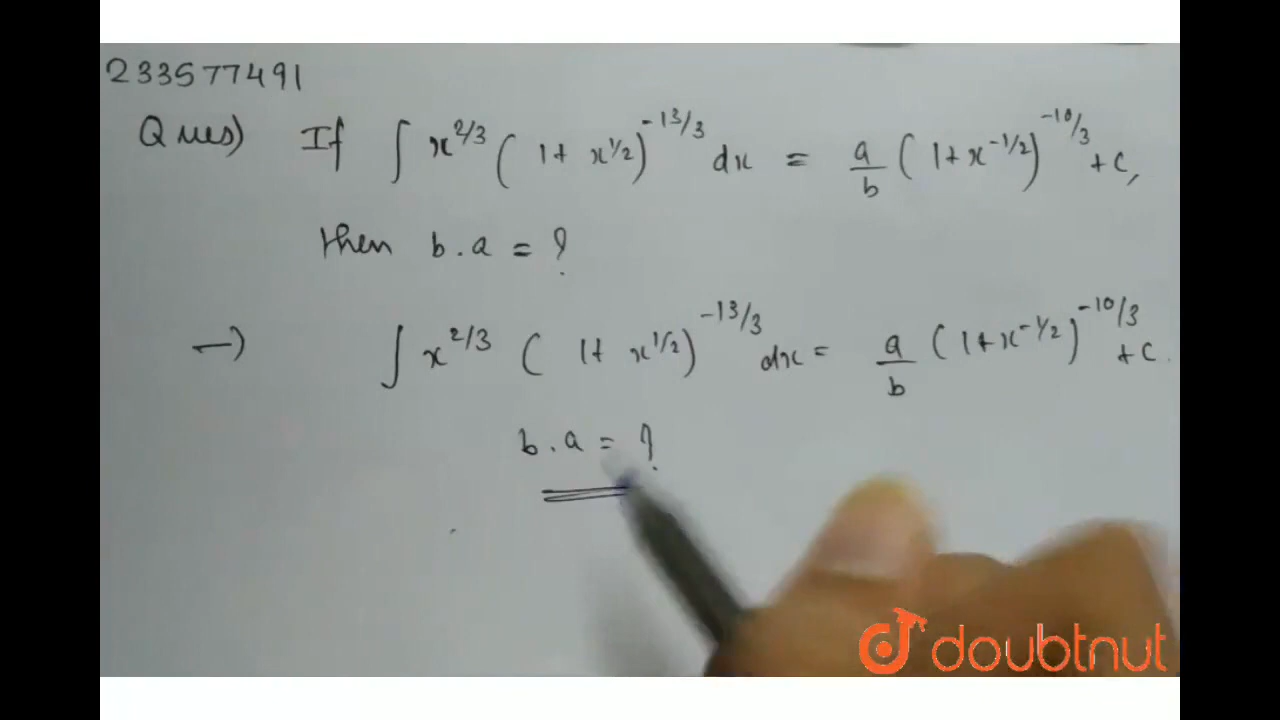 233577491
Ques) If ∫ x^{2/3} (1+ x^{1/2})^{-13/3} dx = a/b (1+x^{-1/2})^{-10/3} + C,
then b.a = ?
→ ∫ x^{2/3} (1+ x^{1/2})^{-13/3} dx = a/b (1+x^{-1/2})^{-10/3} + C.
b.a = ?
doubtnut